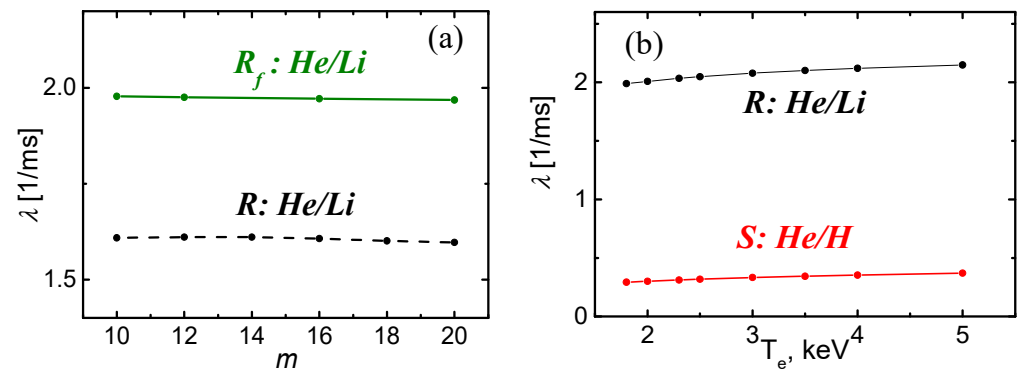 (a)
R_f : He/Li
R: He/Li
2.0
1.5
λ [1/ms]
10 12 14 16 18 20
m
(b)
R: He/Li
S: He/H
2
1
0
λ [1/ms]
2 3 4 5
T_e, keV